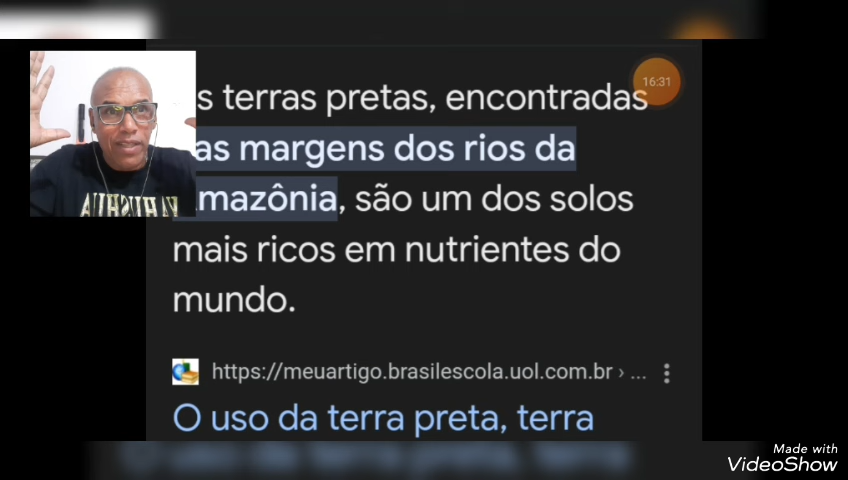 s terras pretas, encontradas
16:31
as margens dos rios da
mazônia, são um dos solos
mais ricos em nutrientes do
mundo.
https://meuartigo.brasilescola.uol.com.br › ...
O uso da terra preta, terra
Made with
VideoShow